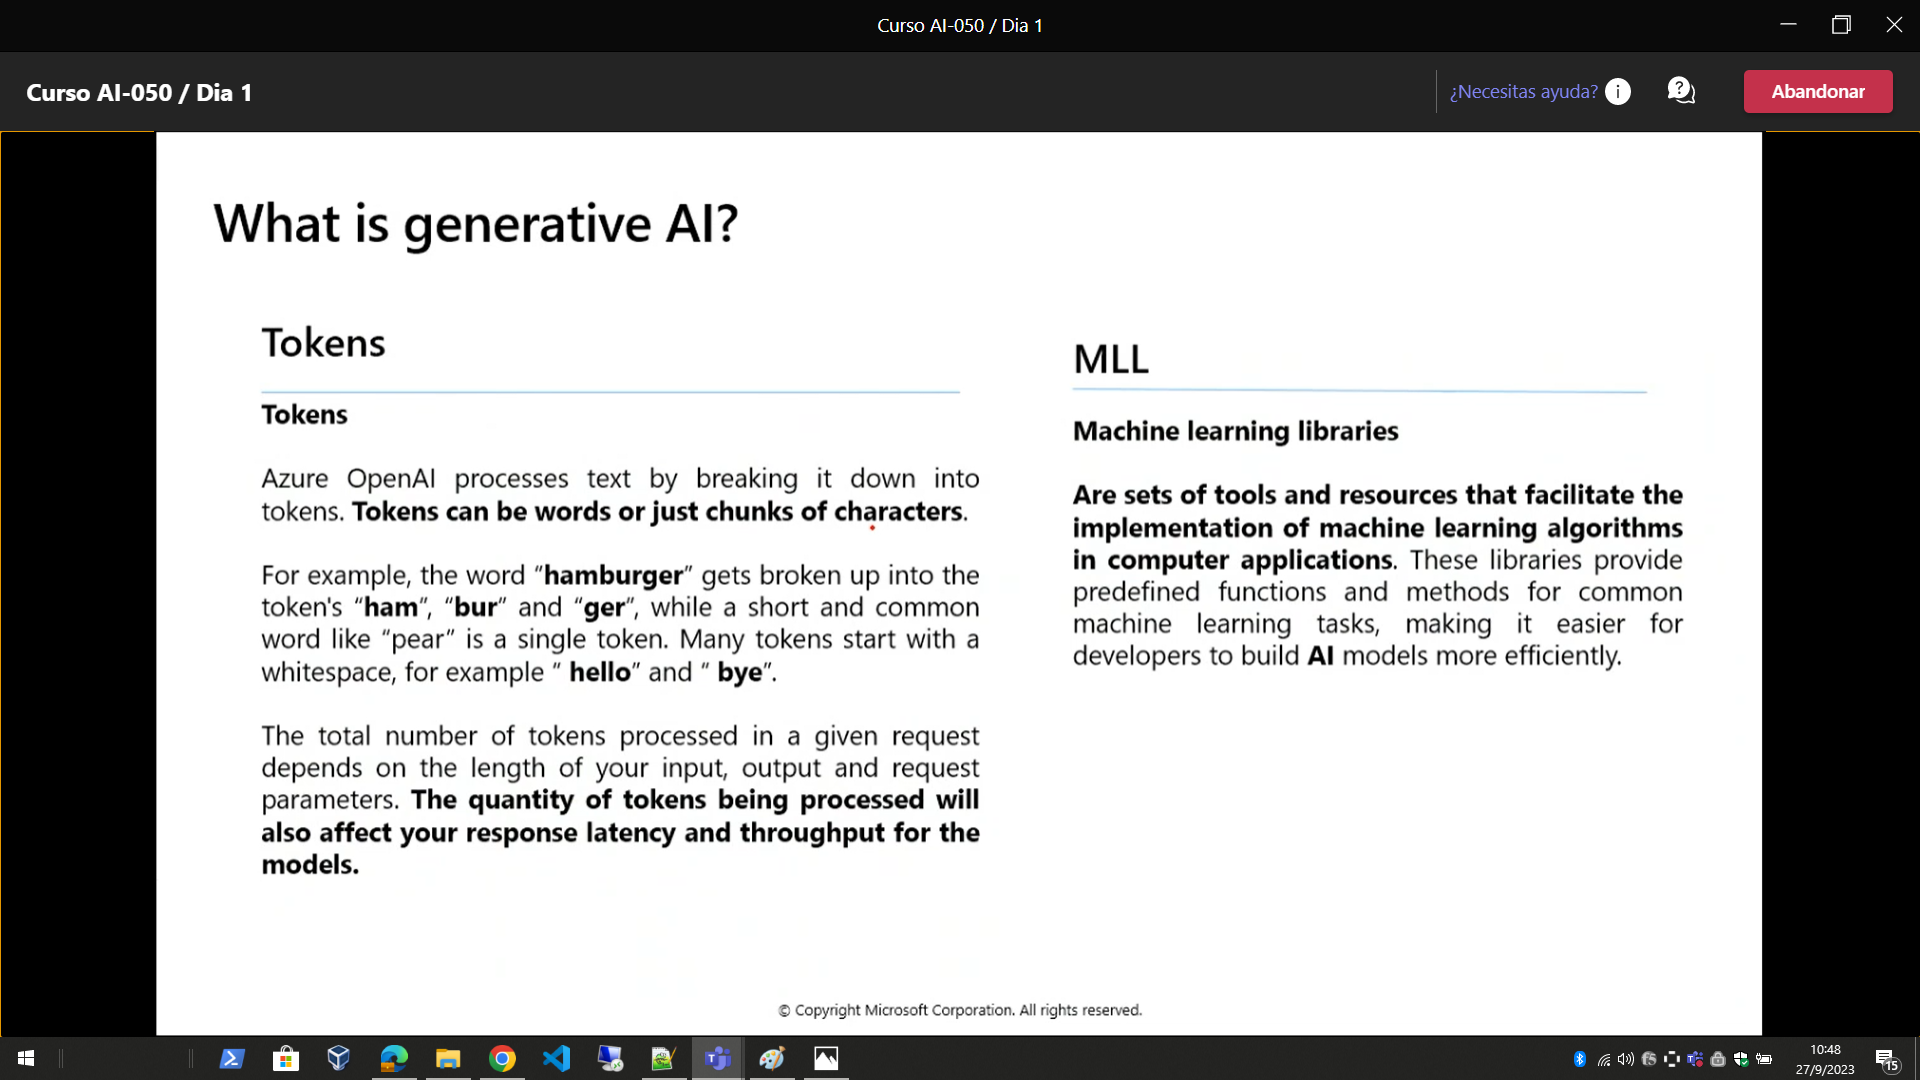 Curso AI-050 / Dia 1
Curso AI-050 / Dia 1
¿Necesitas ayuda?
Abandonar
What is generative AI?
Tokens
Tokens
Azure OpenAI processes text by breaking it down into
tokens. Tokens can be words or just chunks of characters.
For example, the word “hamburger” gets broken up into the
token's “ham”, “bur” and “ger”, while a short and common
word like “pear” is a single token. Many tokens start with a
whitespace, for example “ hello” and “ bye”.
The total number of tokens processed in a given request
depends on the length of your input, output and request
parameters. The quantity of tokens being processed will
also affect your response latency and throughput for the
models.
MLL
Machine learning libraries
Are sets of tools and resources that facilitate the
implementation of machine learning algorithms
in computer applications. These libraries provide
predefined functions and methods for common
machine learning tasks, making it easier for
developers to build AI models more efficiently.
© Copyright Microsoft Corporation. All rights reserved.
10:48
27/9/2023
15